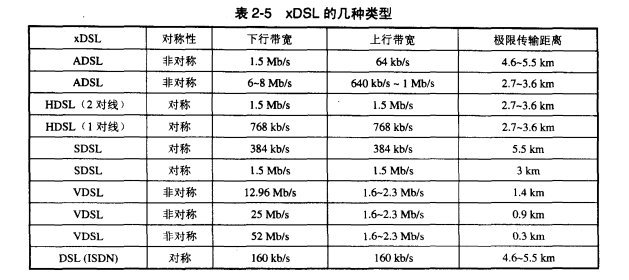 表 2-5 xDSL 的几种类型
xDSL 对称性 下行带宽 上行带宽 极限传输距离
ADSL 非对称 1.5 Mb/s 64 kb/s 4.6~5.5 km
ADSL 非对称 6~8 Mb/s 640 kb/s ~ 1 Mb/s 2.7~3.6 km
HDSL（2 对线） 对称 1.5 Mb/s 1.5 Mb/s 2.7~3.6 km
HDSL（1 对线） 对称 768 kb/s 768 kb/s 2.7~3.6 km
SDSL 对称 384 kb/s 384 kb/s 5.5 km
SDSL 对称 1.5 Mb/s 1.5 Mb/s 3 km
VDSL 非对称 12.96 Mb/s 1.6~2.3 Mb/s 1.4 km
VDSL 非对称 25 Mb/s 1.6~2.3 Mb/s 0.9 km
VDSL 非对称 52 Mb/s 1.6~2.3 Mb/s 0.3 km
DSL (ISDN) 对称 160 kb/s 160 kb/s 4.6~5.5 km